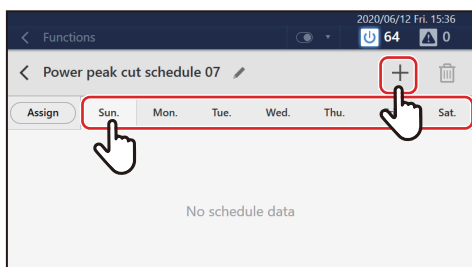 2020/06/12 Fri. 15:36
Functions
64
0
Power peak cut schedule 07
Assign Sun. Mon. Tue. Wed. Thu. Sat.
No schedule data